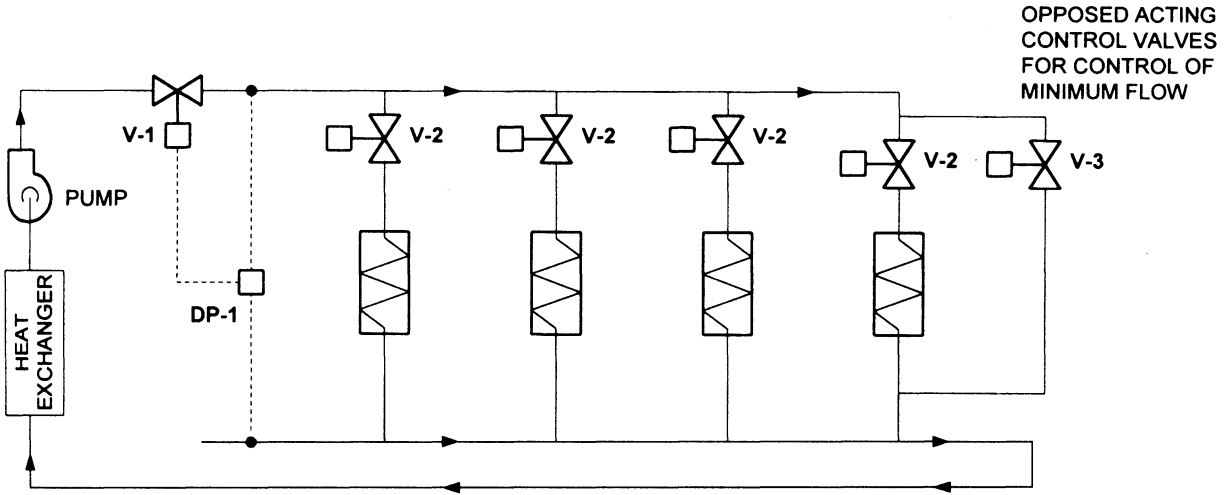 OPPOSED ACTING
CONTROL VALVES
FOR CONTROL OF
MINIMUM FLOW
V-1
V-2
V-2
V-2
V-2
V-3
PUMP
DP-1
HEAT
EXCHANGER